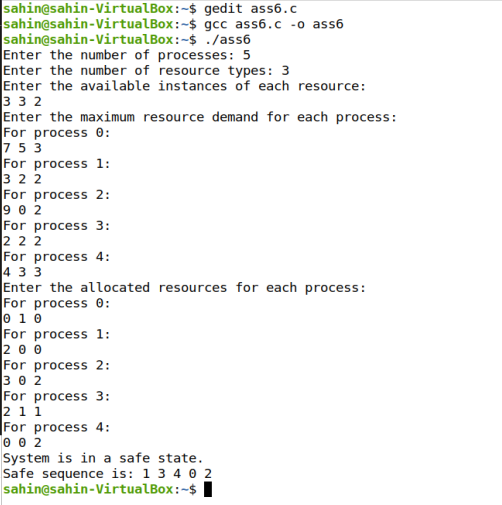 sahin@sahin-VirtualBox:~$ gedit ass6.c
sahin@sahin-VirtualBox:~$ gcc ass6.c -o ass6
sahin@sahin-VirtualBox:~$ ./ass6
Enter the number of processes: 5
Enter the number of resource types: 3
Enter the available instances of each resource:
3 3 2
Enter the maximum resource demand for each process:
For process 0:
7 5 3
For process 1:
3 2 2
For process 2:
9 0 2
For process 3:
2 2 2
For process 4:
4 3 3
Enter the allocated resources for each process:
For process 0:
0 1 0
For process 1:
2 0 0
For process 2:
3 0 2
For process 3:
2 1 1
For process 4:
0 0 2
System is in a safe state.
Safe sequence is: 1 3 4 0 2
sahin@sahin-VirtualBox:~$